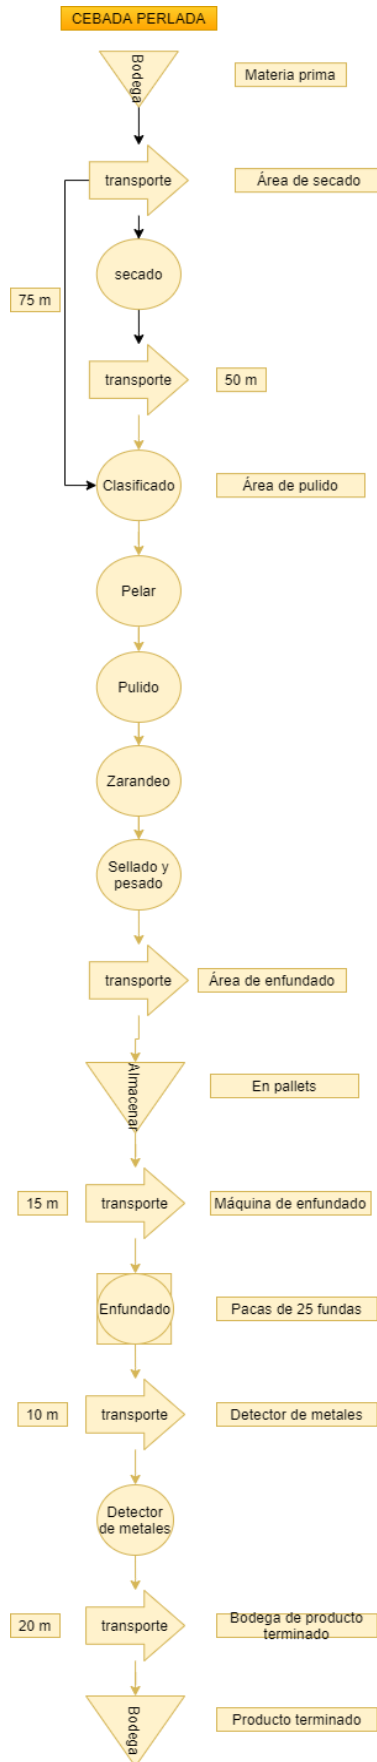 CEBADA PERLADA
Bodega
Materia prima
transporte
Área de secado
secado
75 m
transporte
50 m
Clasificado
Área de pulido
Pelar
Pulido
Zarandeo
Sellado y
pesado
transporte
Área de enfundado
Almacenar
En pallets
15 m
transporte
Máquina de enfundado
Enfundado
Pacas de 25 fundas
10 m
transporte
Detector de metales
Detector
de metales
20 m
transporte
Bodega de producto
terminado
Bodega
Producto terminado